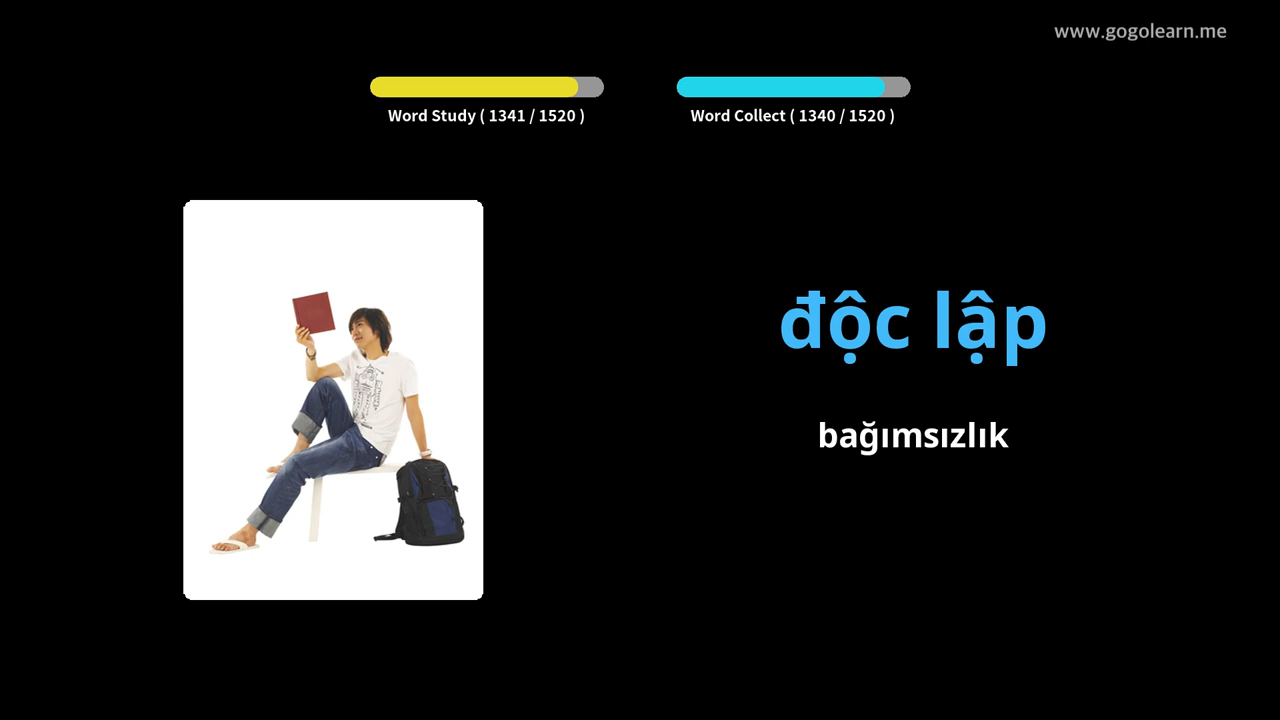 www.gogolearn.me
Word Study ( 1341 / 1520 )
Word Collect ( 1340 / 1520 )
độc lập
bağımsızlık